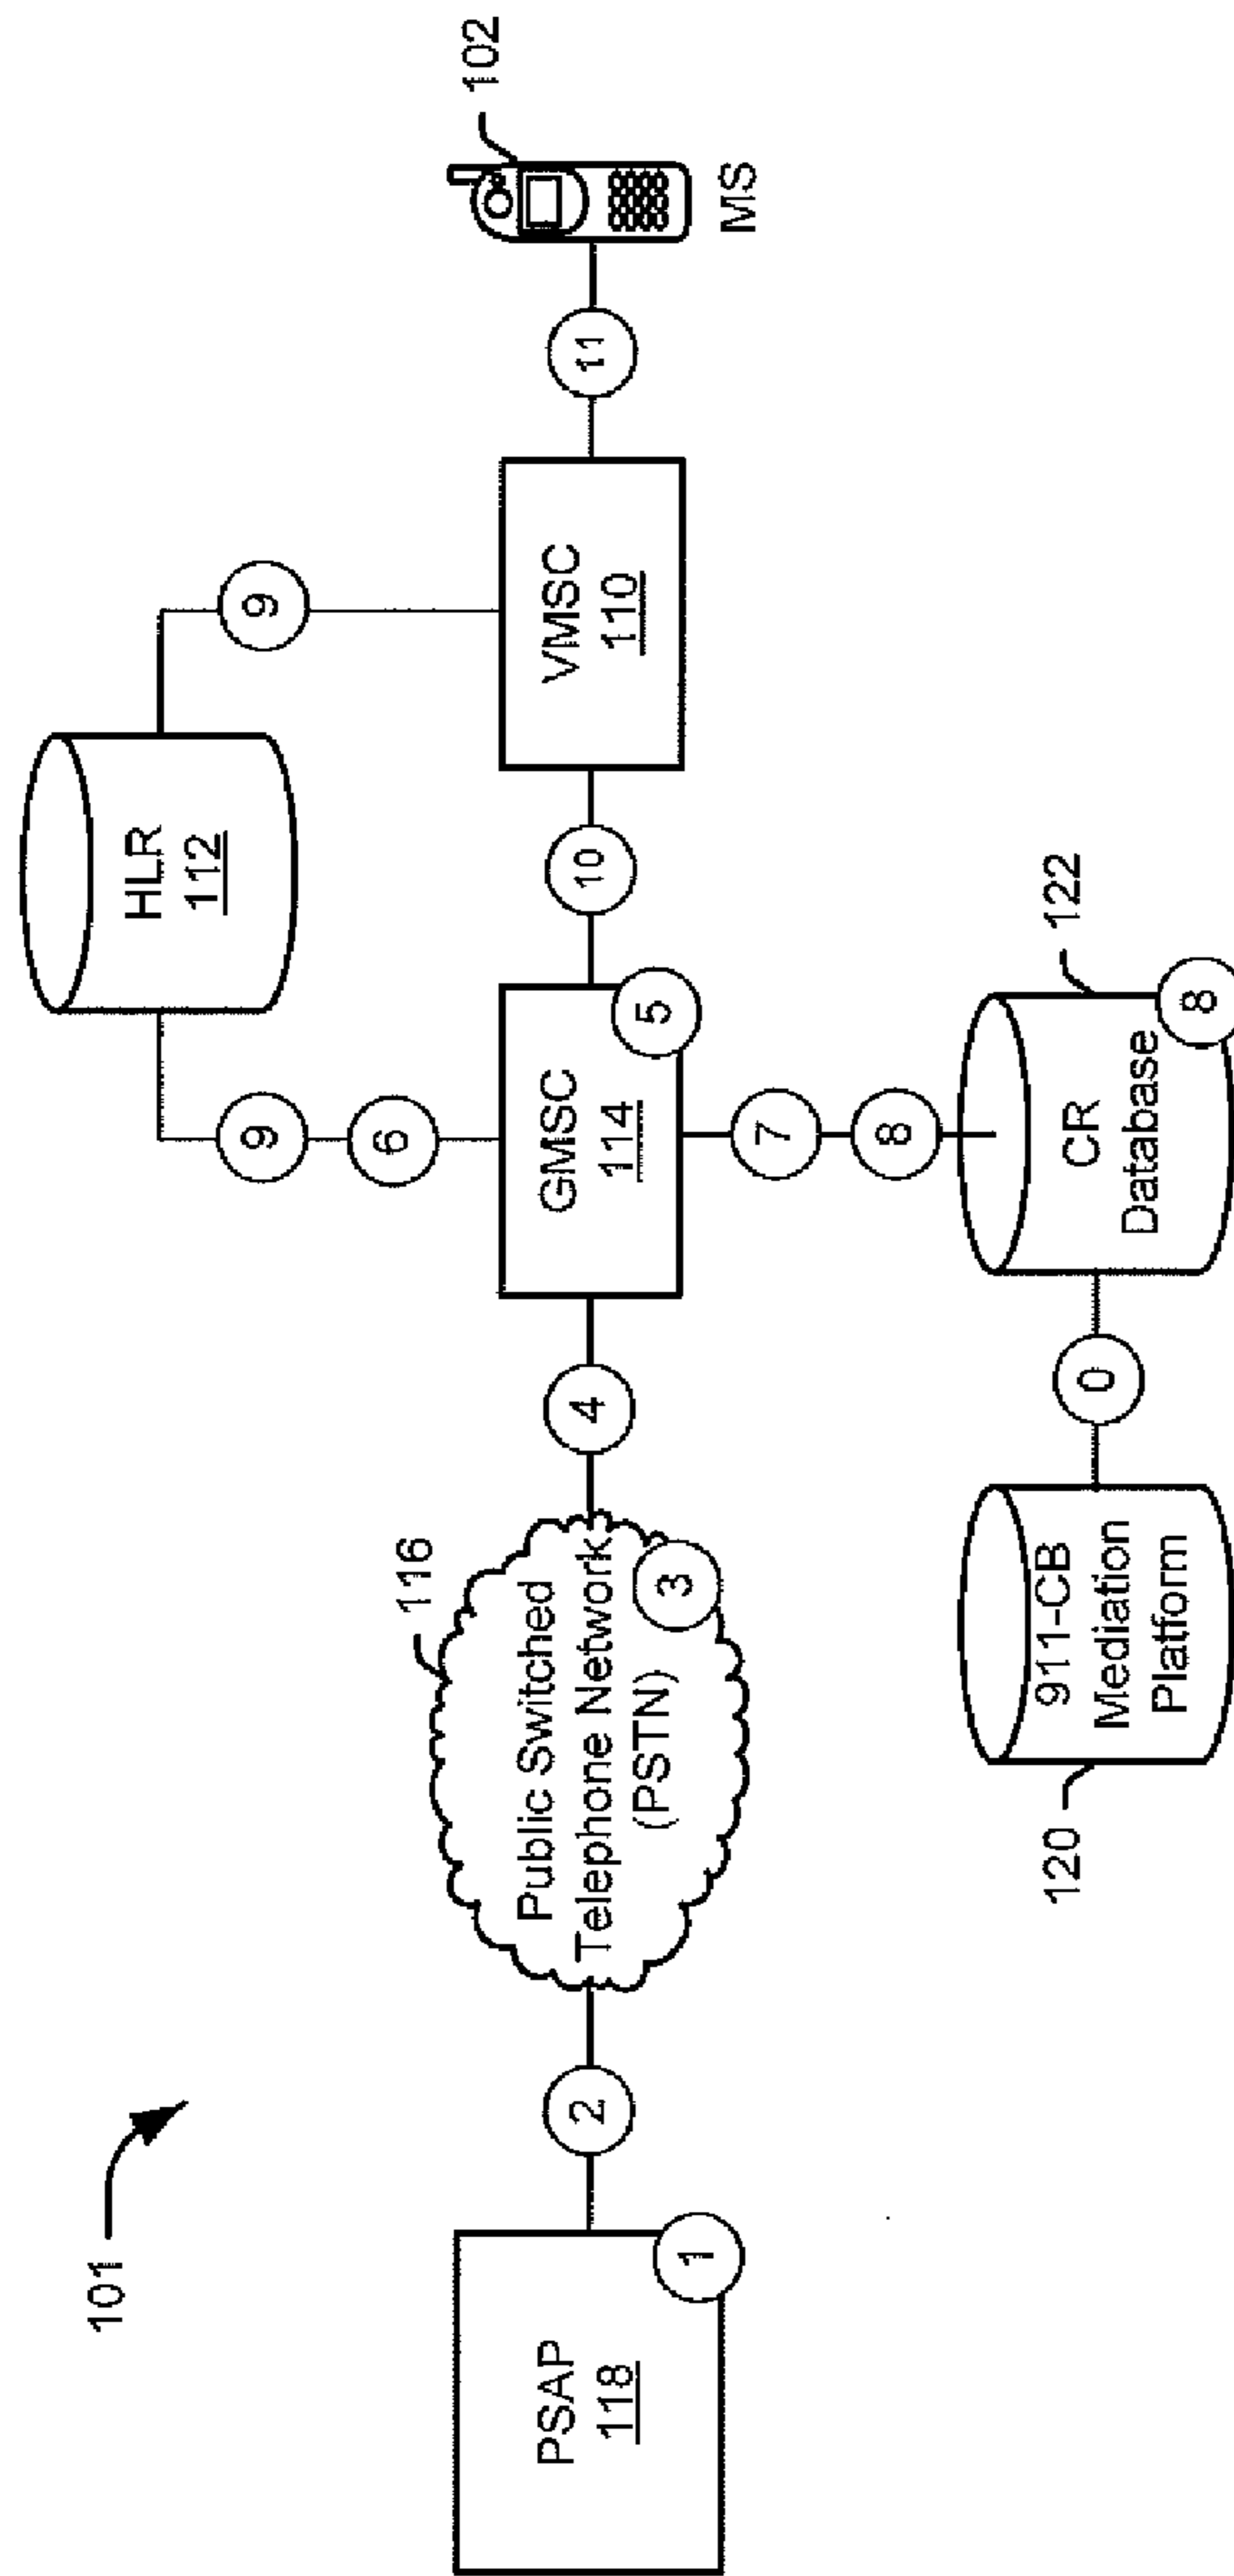 101
PSAP
118
1
2
116
Public Switched
Telephone Network
(PSTN)
3
4
GMSC
114
5
6
9
HLR
112
9
10
VMSC
110
11
102
MS
7
8
CR
Database
122
8
0
911-CB
Mediation
Platform
120